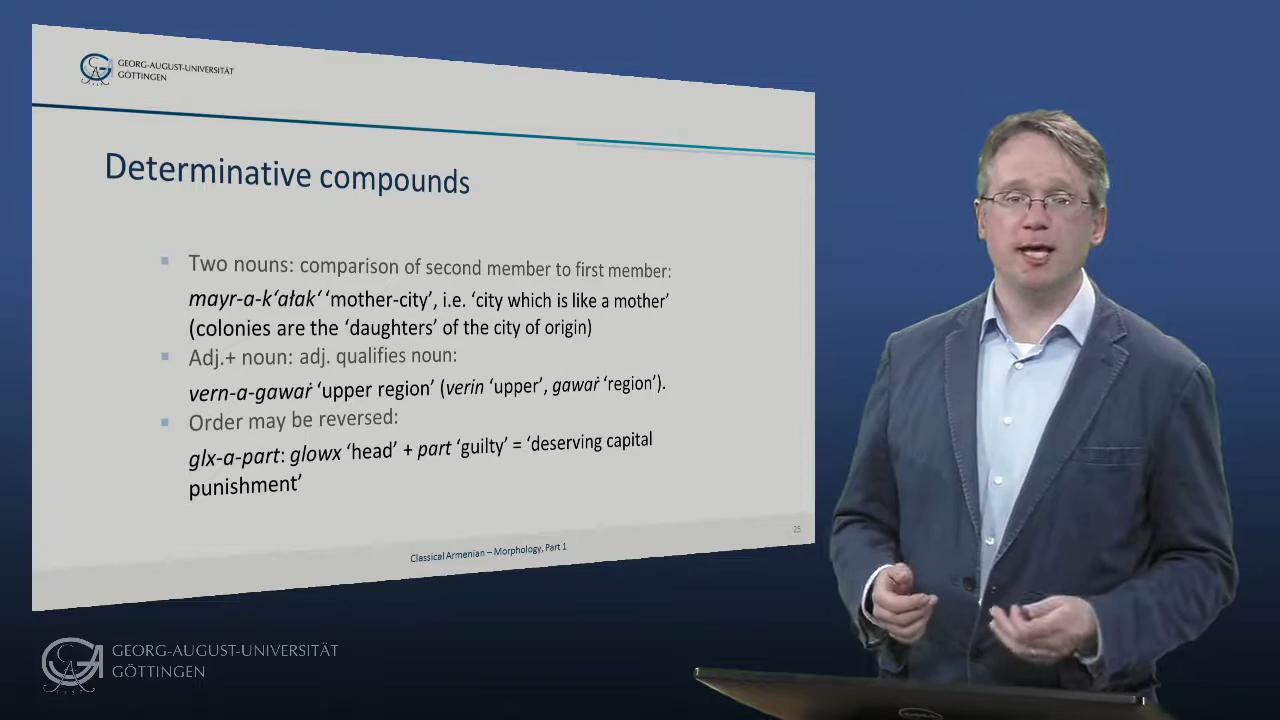 GEORG-AUGUST-UNIVERSITÄT
GÖTTINGEN
Determinative compounds
Two nouns: comparison of second member to first member:
mayr-a-kʻałakʻ ‘mother-city’, i.e. ‘city which is like a mother’
(colonies are the ‘daughters’ of the city of origin)
Adj.+ noun: adj. qualifies noun:
vern-a-gawaṙ ‘upper region’ (verin ‘upper’, gawaṙ ‘region’).
Order may be reversed:
glx-a-part: glowx ‘head’ + part ‘guilty’ = ‘deserving capital
punishment’
25
Classical Armenian – Morphology, Part 1
GEORG-AUGUST-UNIVERSITÄT
GÖTTINGEN